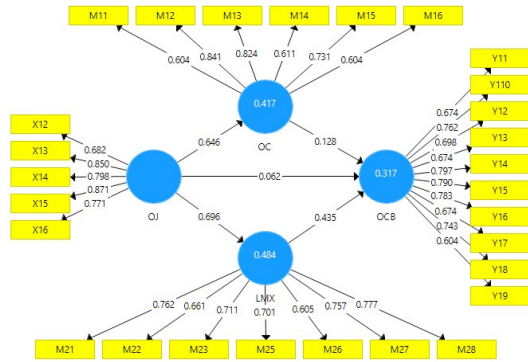 M11
M12
M13
M14
M15
M16
0.604
0.841
0.824
0.611
0.731
0.604
0.417
OC
X12
X13
X14
X15
X16
0.682
0.850
0.798
0.871
0.771
OJ
0.646
0.128
0.062
0.696
0.435
0.317
OCB
Y11
Y110
Y12
Y13
Y14
Y15
Y16
Y17
Y18
Y19
0.674
0.762
0.698
0.674
0.797
0.790
0.783
0.674
0.743
0.604
0.484
LMX
0.762
0.661
0.711
0.701
0.605
0.757
0.777
M21
M22
M23
M25
M26
M27
M28